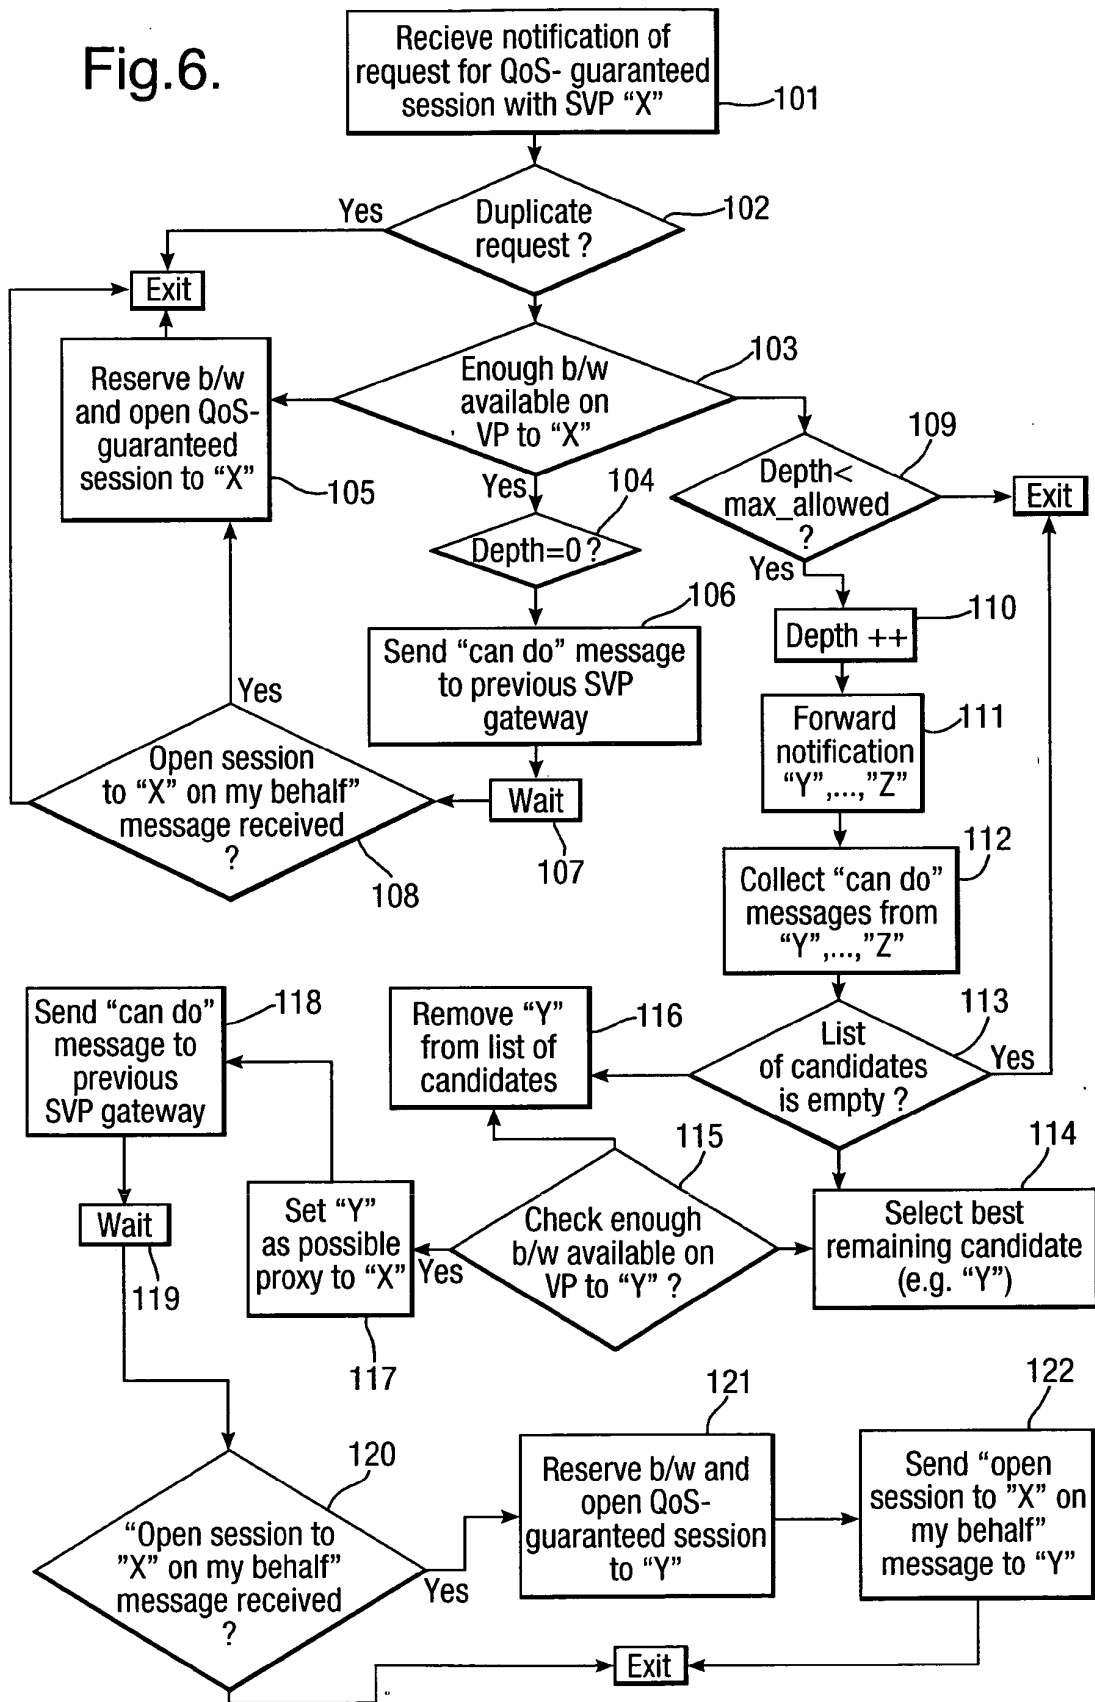 Fig.6.
Recieve notification of
request for QoS- guaranteed
session with SVP “X”
101
Duplicate
request ?
102
Yes
Exit
Enough b/w
available on
VP to “X”
103
Reserve b/w
and open QoS-
guaranteed
session to “X”
105
Yes
Depth=0 ?
104
Depth<
max_allowed
?
109
Exit
Yes
Depth ++
110
Send “can do” message
to previous SVP
gateway
106
Forward
notification
“Y”,...,”Z”
111
Yes
Open session
to “X” on my behalf”
message received
?
108
Wait
107
Collect “can do”
messages from
“Y”,...,”Z”
112
Send “can do”
message to
previous
SVP gateway
118
Remove “Y”
from list of
candidates
116
List
of candidates
is empty ?
113
Yes
Wait
119
Set “Y”
as possible
proxy to “X”
117
Yes
Check enough
b/w available on
VP to “Y” ?
115
Select best
remaining candidate
(e.g. “Y”)
114
“Open session to
”X” on my behalf”
message received
?
120
Yes
Reserve b/w and
open QoS-
guaranteed session
to “Y”
121
Send “open
session to ”X” on
my behalf”
message to “Y”
122
Exit